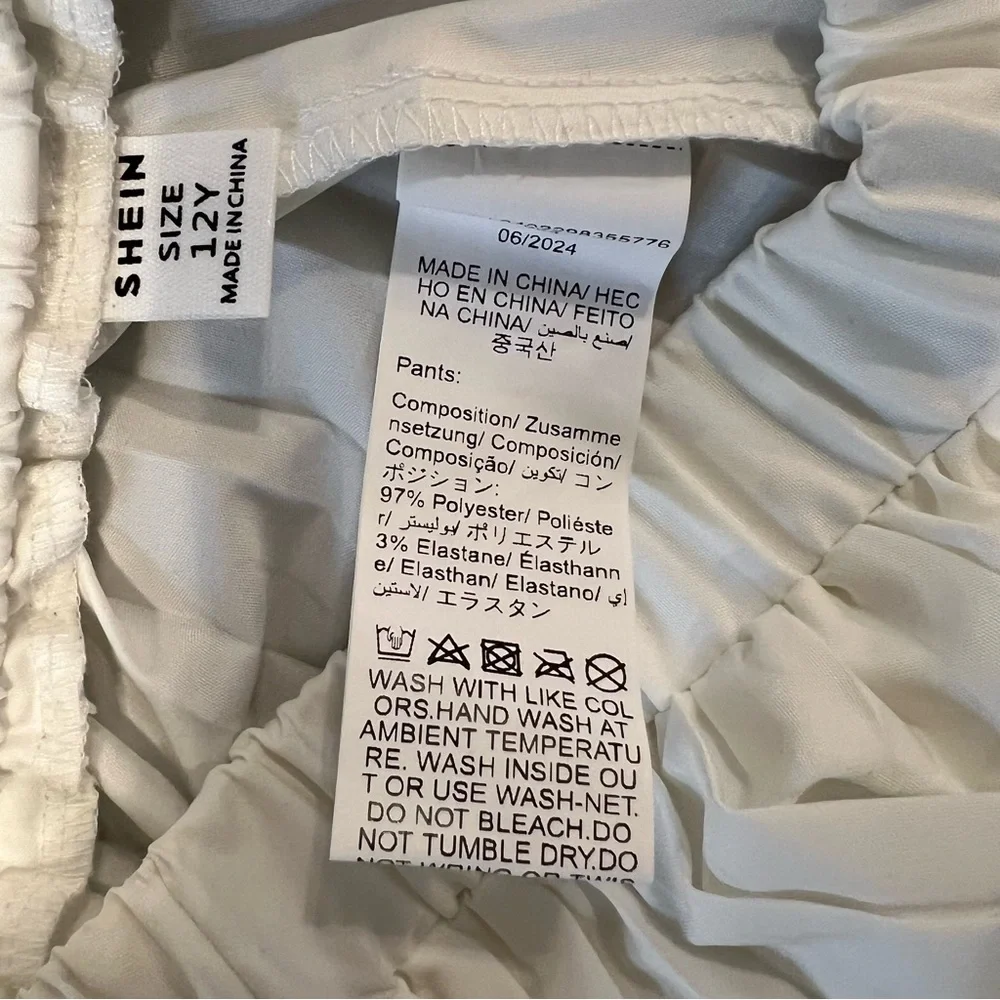 SHEIN
SIZE
12Y
MADE IN CHINA
06/2024
MADE IN CHINA/ HEC
HO EN CHINA/ FEITO
NA CHINA/ صنع بالصين/
중국산
Pants:
Composition/ Zusamme
nsetzung/ Composición/
Composição/ تكوين/ コン
ポジション:
97% Polyester/ Poliéste
r/ بوليستر/ ポリエステル
3% Elastane/ Élasthann
e/ Elasthan/ Elastano/ إي
لاستين/ エラスタン
WASH WITH LIKE COL
ORS.HAND WASH AT
AMBIENT TEMPERATU
RE. WASH INSIDE OU
T OR USE WASH-NET.
DO NOT BLEACH.DO
NOT TUMBLE DRY.DO
NOT WRING OR TWIS